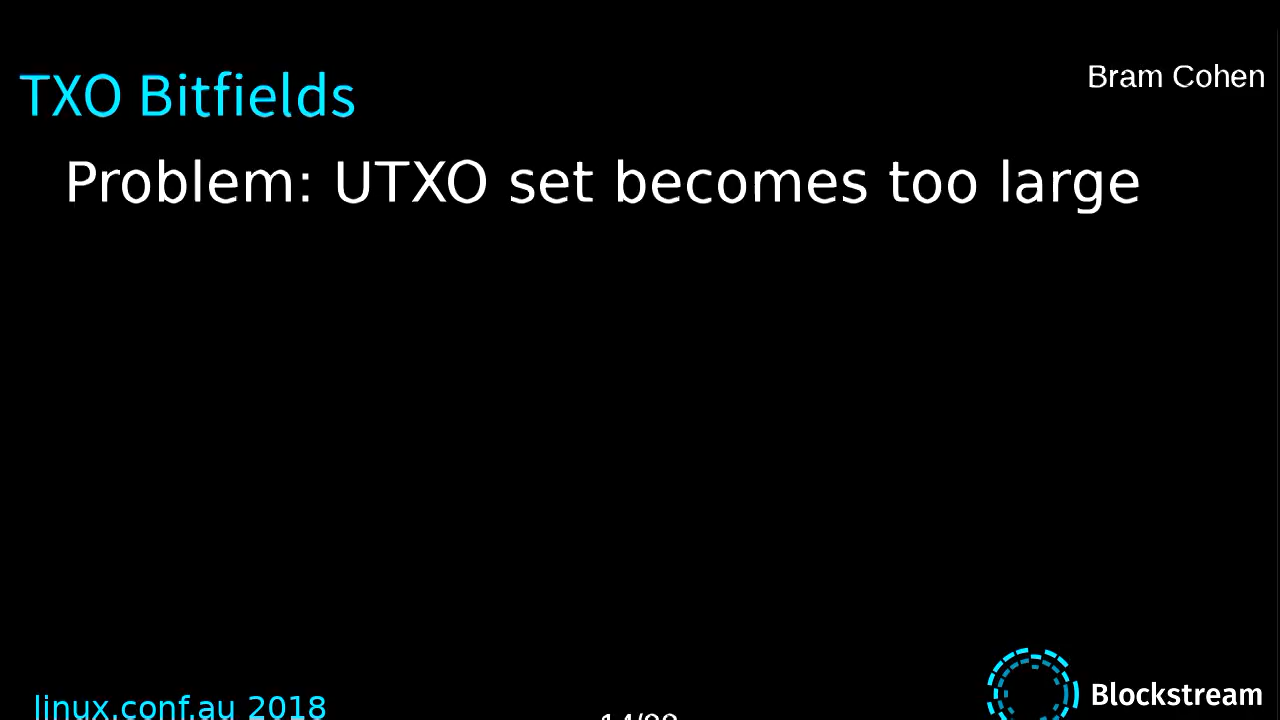 TXO Bitfields
Bram Cohen
Problem: UTXO set becomes too large
linux.conf.au 2018
Blockstream